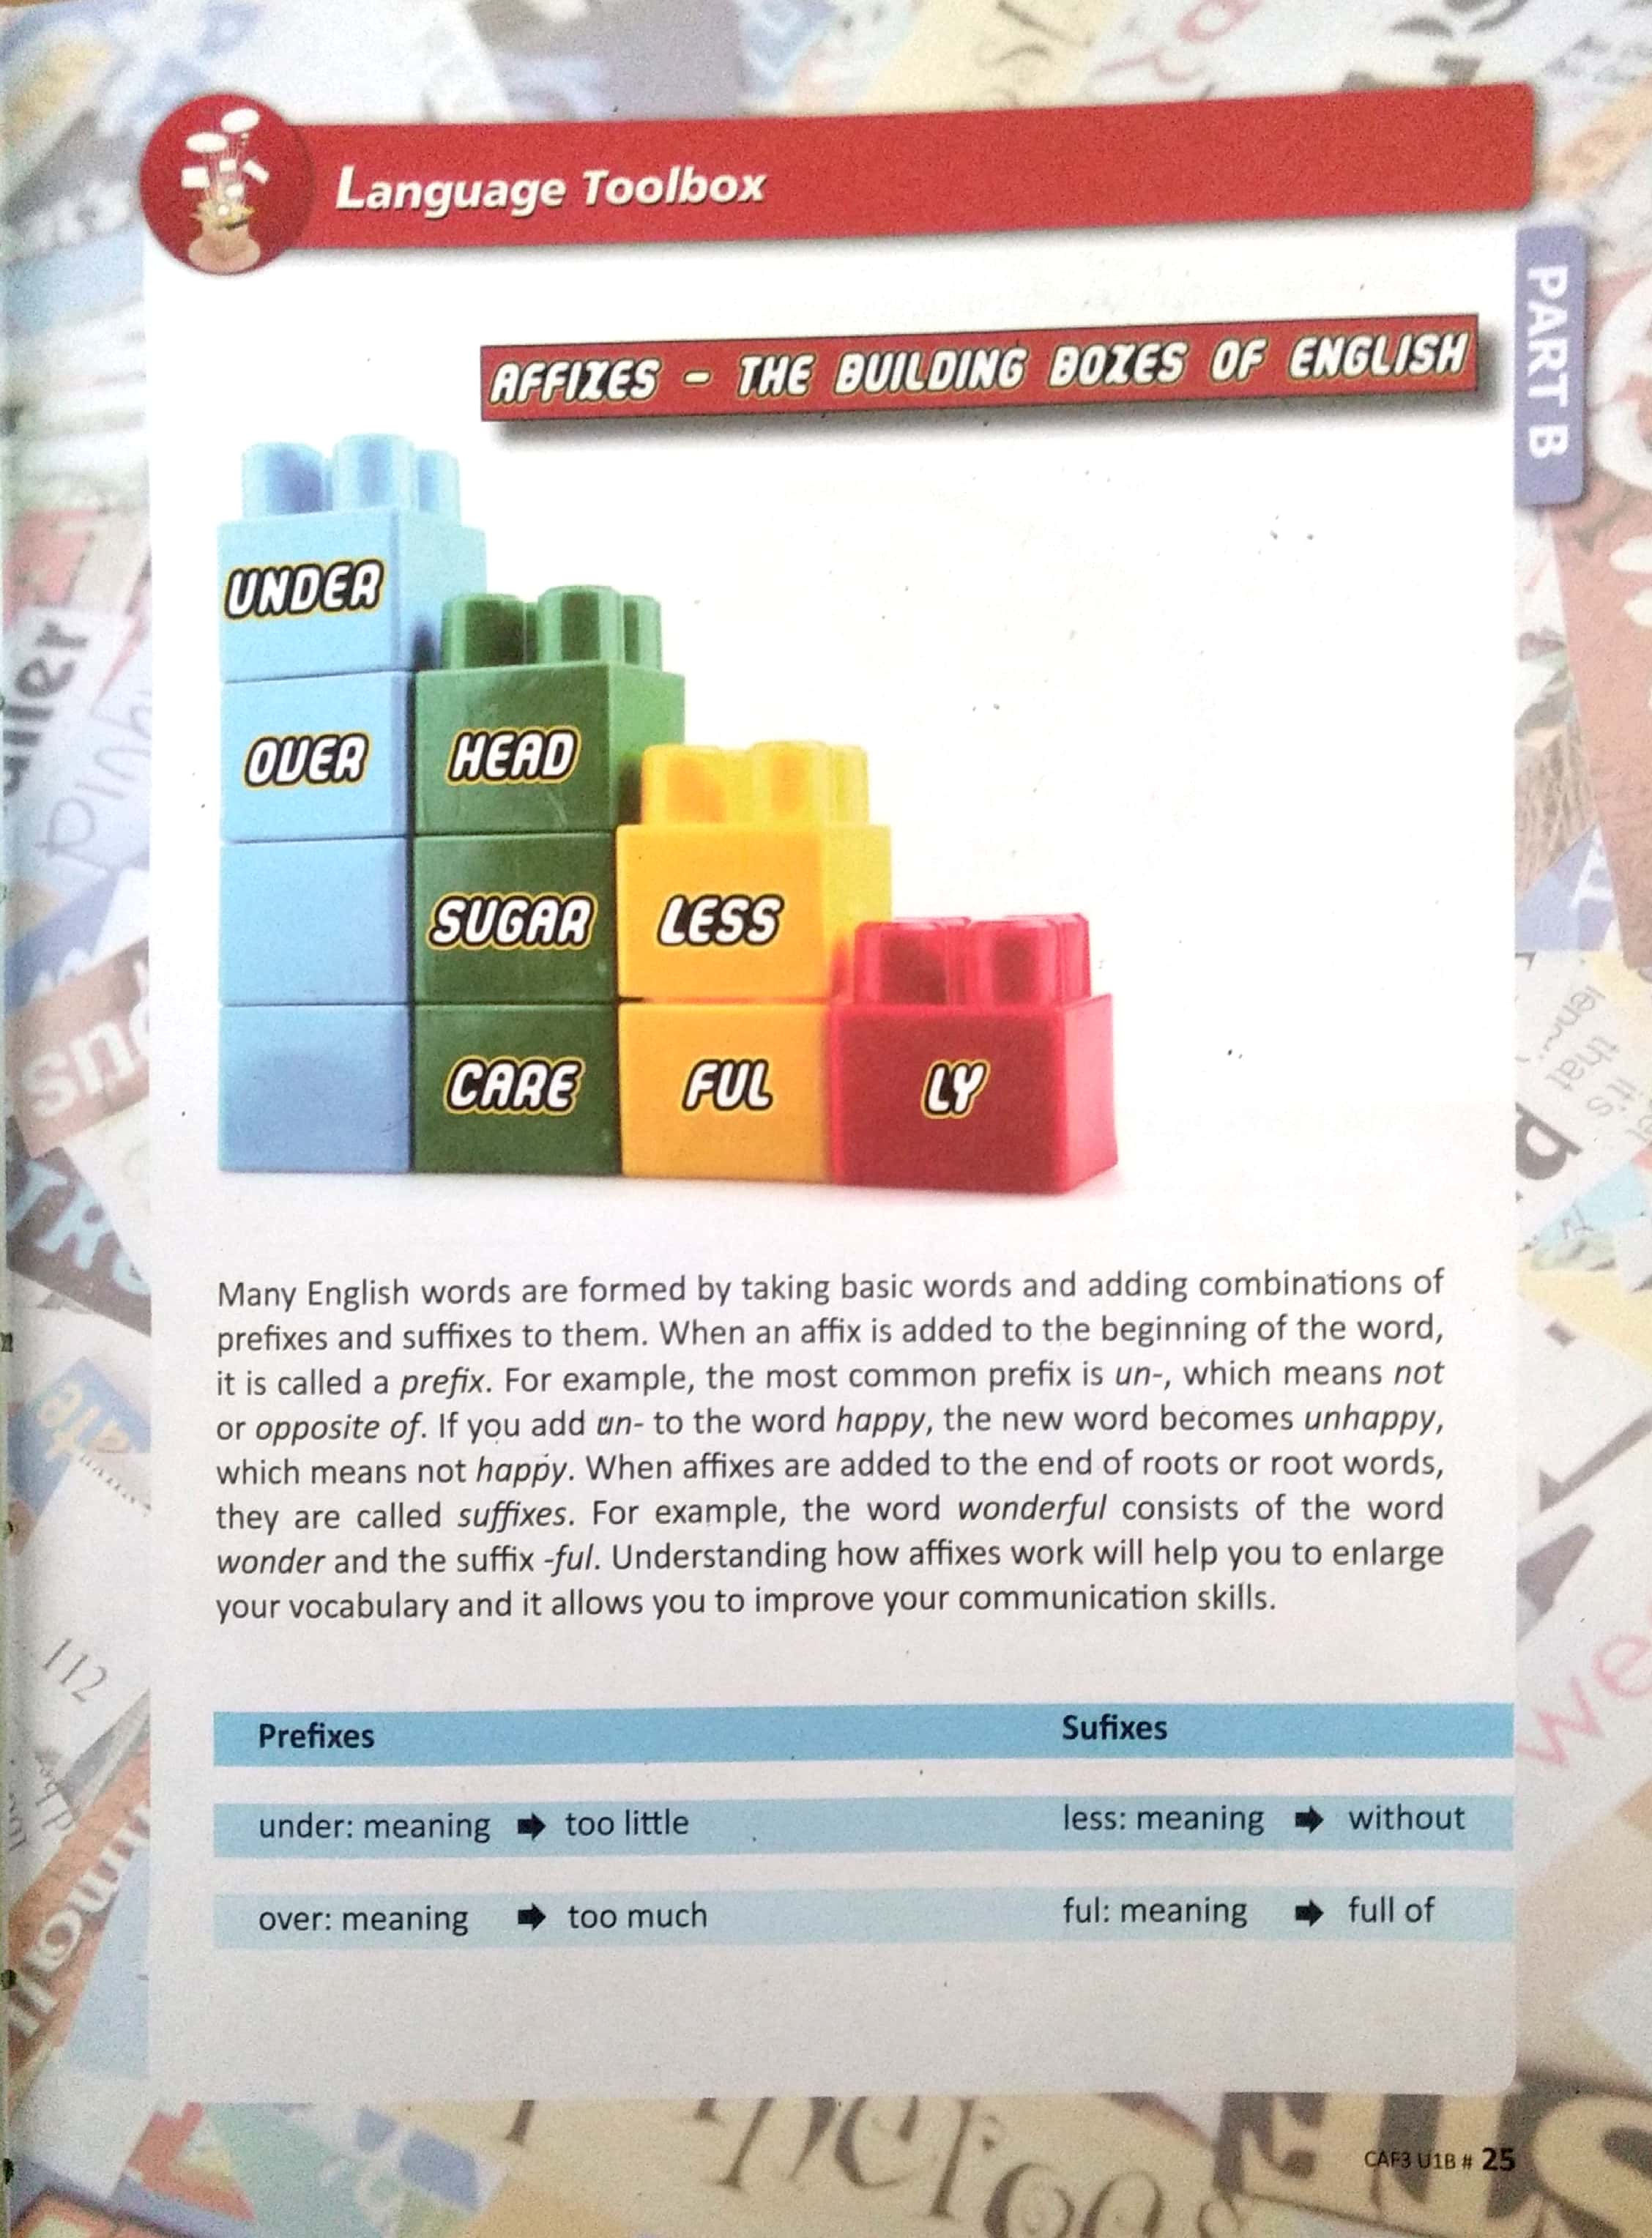 Language Toolbox
PART B
AFFIXES - THE BUILDING BOXES OF ENGLISH
UNDER
OVER HEAD
SUGAR LESS
CARE FUL LY
Many English words are formed by taking basic words and adding combinations of
prefixes and suffixes to them. When an affix is added to the beginning of the word,
it is called a prefix. For example, the most common prefix is un-, which means not
or opposite of. If you add un- to the word happy, the new word becomes unhappy,
which means not happy. When affixes are added to the end of roots or root words,
they are called suffixes. For example, the word wonderful consists of the word
wonder and the suffix -ful. Understanding how affixes work will help you to enlarge
your vocabulary and it allows you to improve your communication skills.
Prefixes Sufixes
under: meaning ➡ too little less: meaning ➡ without
over: meaning ➡ too much ful: meaning ➡ full of
112
we
CAF3 U1B # 25